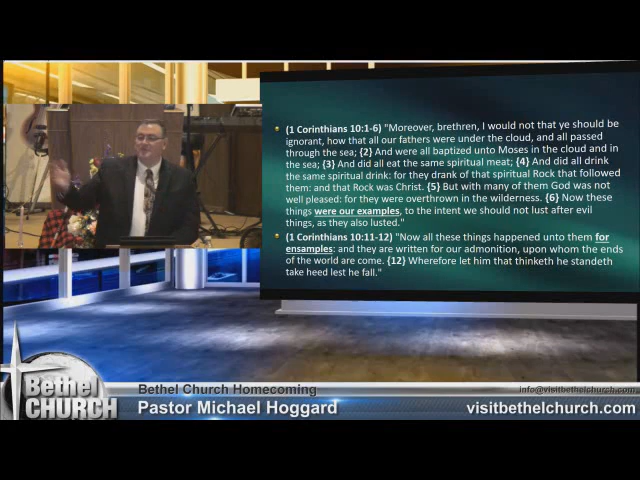 (1 Corinthians 10:1-6) "Moreover, brethren, I would not that ye should be
ignorant, how that all our fathers were under the cloud, and all passed
through the sea; {2} And were all baptized unto Moses in the cloud and in
the sea; {3} And did all eat the same spiritual meat; {4} And did all drink
the same spiritual drink: for they drank of that spiritual Rock that followed
them: and that Rock was Christ. {5} But with many of them God was not
well pleased: for they were overthrown in the wilderness. {6} Now these
things were our examples, to the intent we should not lust after evil
things, as they also lusted."
(1 Corinthians 10:11-12) "Now all these things happened unto them for
ensamples: and they are written for our admonition, upon whom the ends
of the world are come. {12} Wherefore let him that thinketh he standeth
take heed lest he fall."
Bethel
CHURCH
Bethel Church Homecoming
info@visitbethelchurch.com
Pastor Michael Hoggard
visitbethelchurch.com